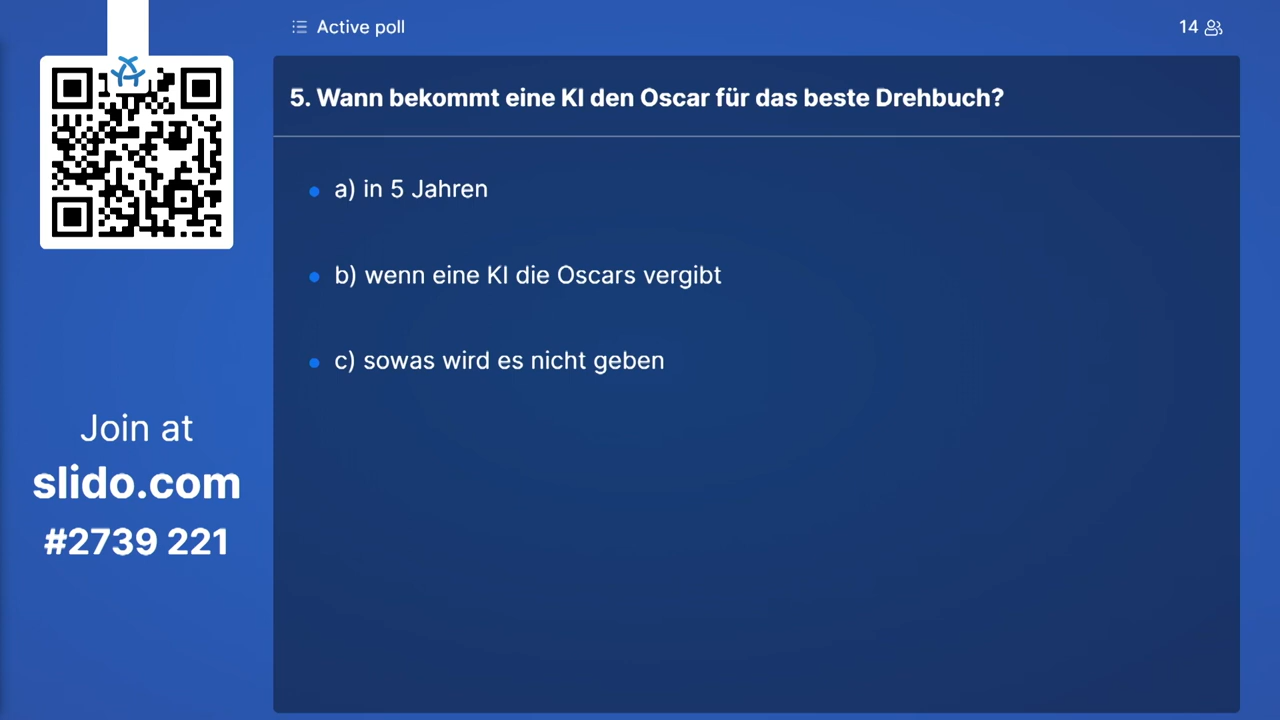 Active poll
14
5. Wann bekommt eine KI den Oscar für das beste Drehbuch?
a) in 5 Jahren
b) wenn eine KI die Oscars vergibt
c) sowas wird es nicht geben
Join at
slido.com
#2739 221